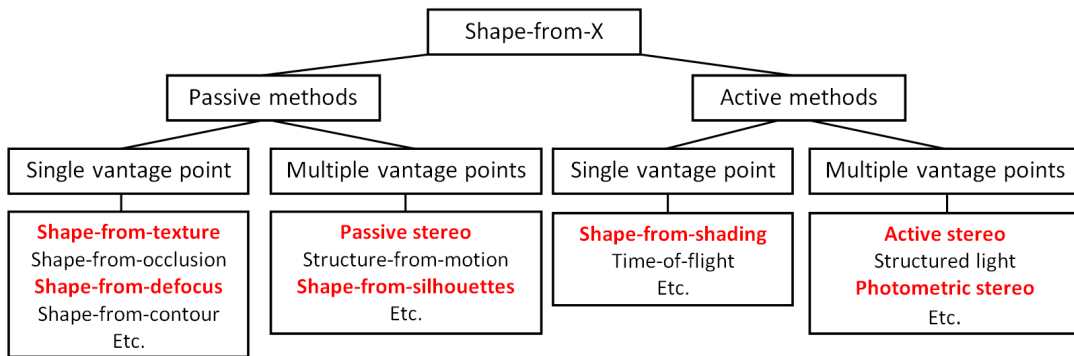 Shape-from-X
Passive methods
Active methods
Single vantage point
Multiple vantage points
Single vantage point
Multiple vantage points
Shape-from-texture
Shape-from-occlusion
Shape-from-defocus
Shape-from-contour
Etc.
Passive stereo
Structure-from-motion
Shape-from-silhouettes
Etc.
Shape-from-shading
Time-of-flight
Etc.
Active stereo
Structured light
Photometric stereo
Etc.